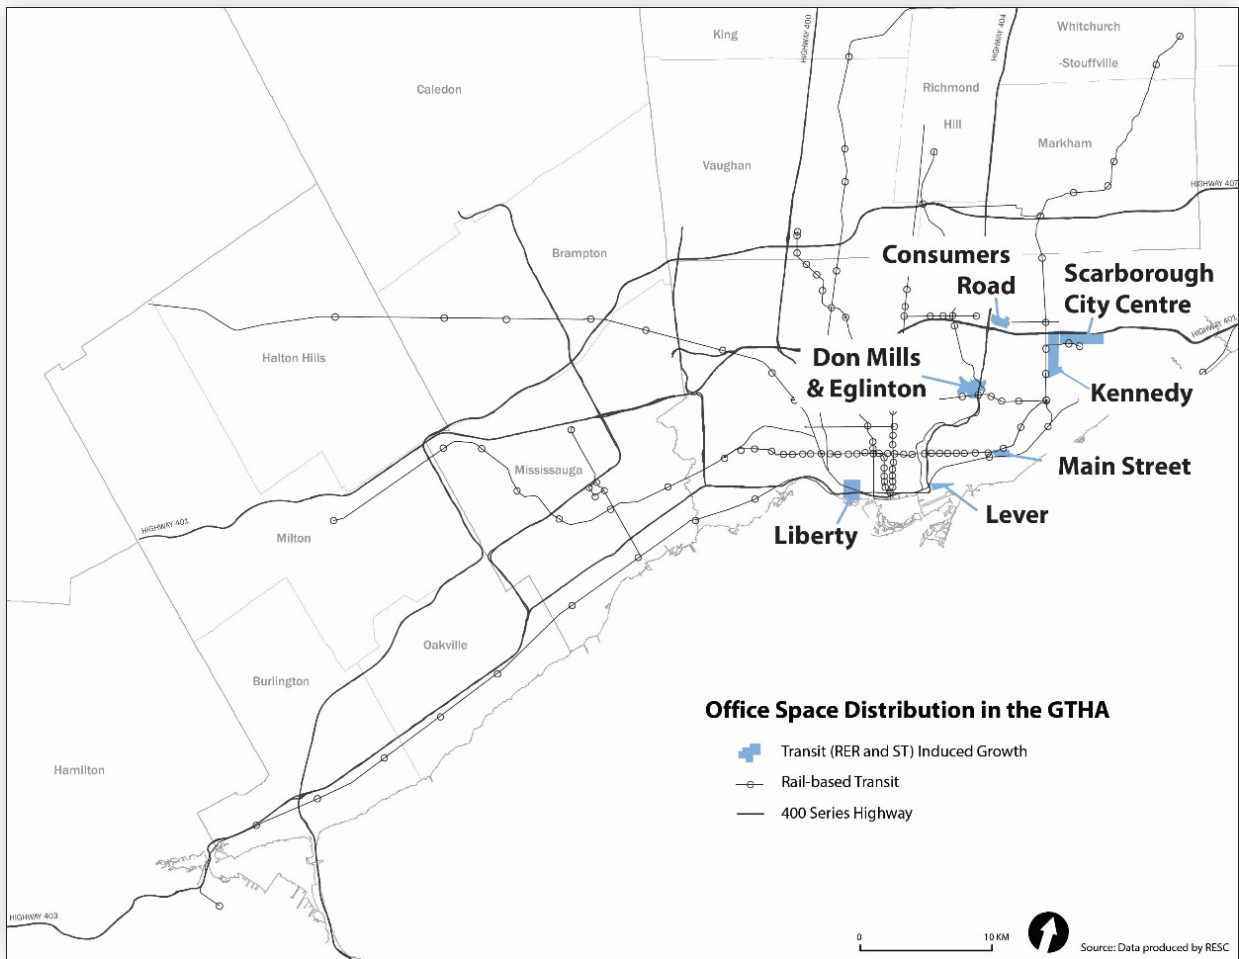 King
HIGHWAY 400
HIGHWAY 404
Whitchurch
-Stouffville
Caledon
Richmond
Hill
Markham
Vaughan
HIGHWAY 407
Brampton
Consumers
Road
Scarborough
City Centre
HIGHWAY 401
Halton Hills
Don Mills
& Eglinton
Kennedy
Mississauga
Main Street
HIGHWAY 401
Milton
Liberty
Lever
Oakville
Burlington
Office Space Distribution in the GTHA
Transit (RER and ST) Induced Growth
Hamilton
Rail-based Transit
400 Series Highway
HIGHWAY 403
0
10 KM
Source: Data produced by RESC